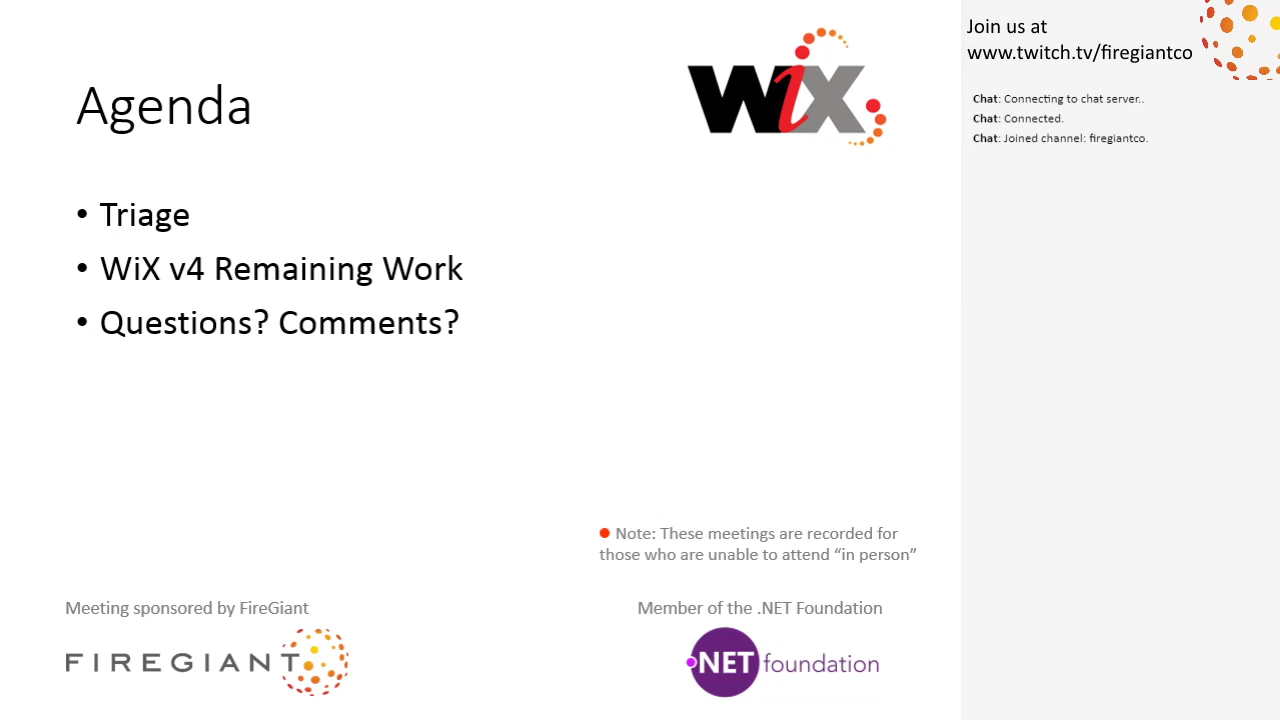 Agenda
WiX
• Triage
• WiX v4 Remaining Work
• Questions? Comments?
Note: These meetings are recorded for
those who are unable to attend “in person”
Meeting sponsored by FireGiant
FIREGIANT
Member of the .NET Foundation
.NET foundation
Join us at
www.twitch.tv/firegiantco
Chat: Connecting to chat server..
Chat: Connected.
Chat: Joined channel: firegiantco.